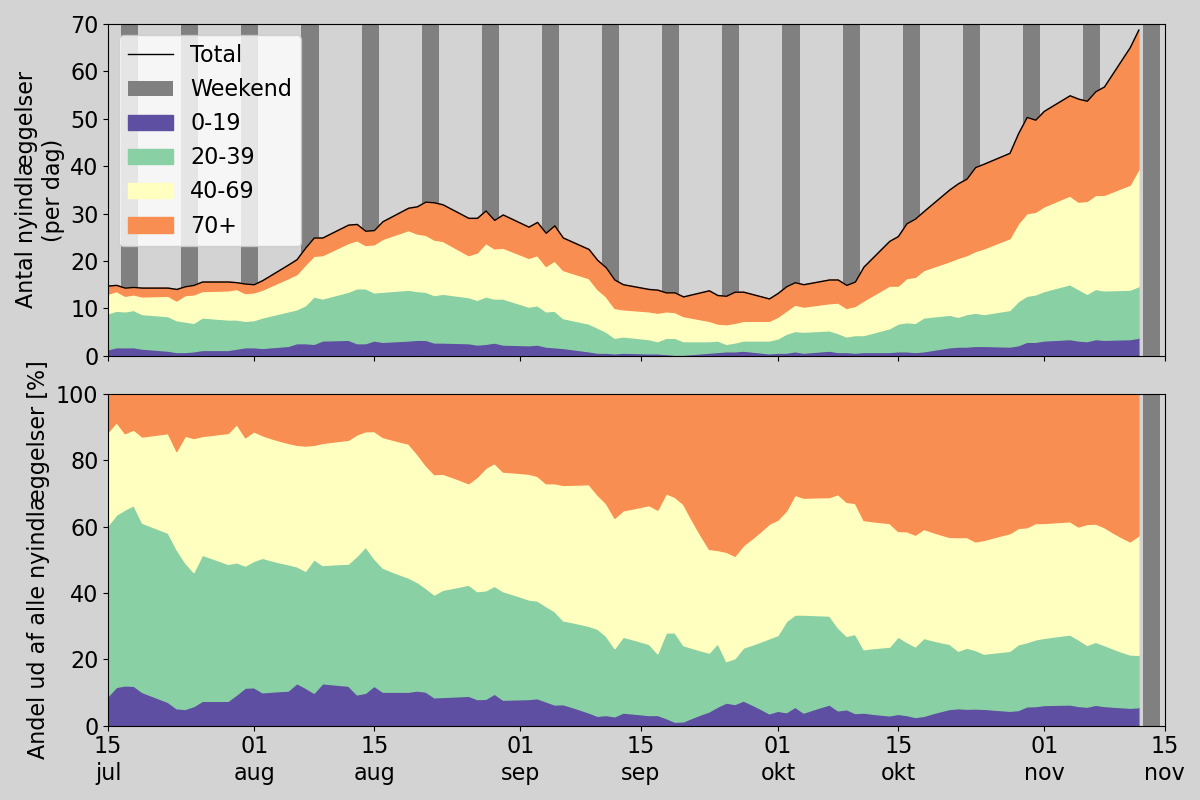 Antal nyindlæggelser
(per dag)
70
60
50
40
30
20
10
0
Total
Weekend
0-19
20-39
40-69
70+
Andel ud af alle nyindlæggelser [%]
100
80
60
40
20
0
15 01 15 01 15 01 15 01 15
jul aug aug sep sep okt okt nov nov